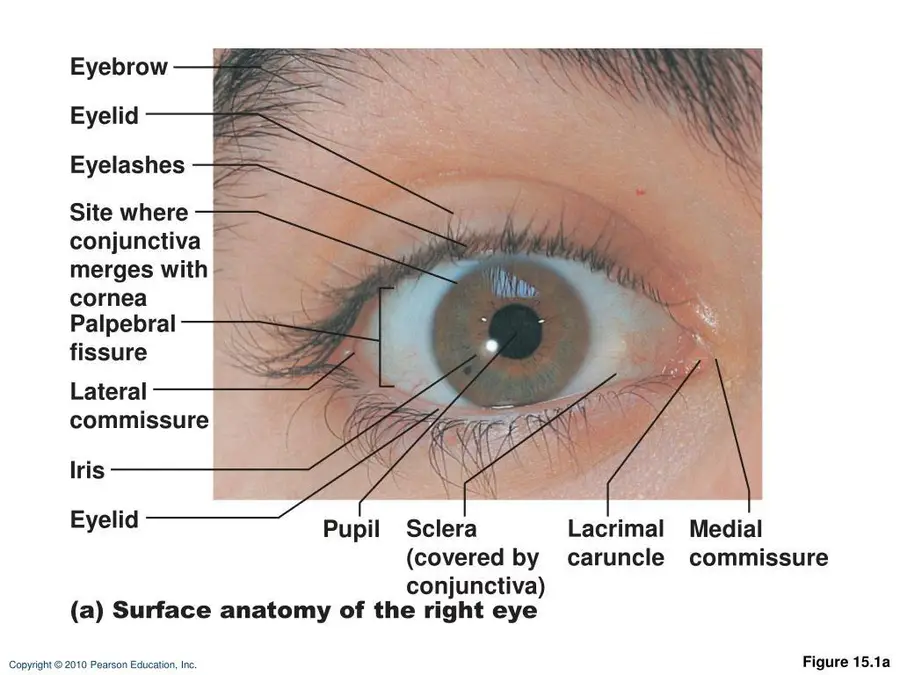 Eyebrow
Eyelid
Eyelashes
Site where
conjunctiva
merges with
cornea
Palpebral
fissure
Lateral
commissure
Iris
Eyelid
Pupil
Sclera
(covered by
conjunctiva)
Lacrimal
caruncle
Medial
commissure
(a) Surface anatomy of the right eye
Copyright © 2010 Pearson Education, Inc.
Figure 15.1a